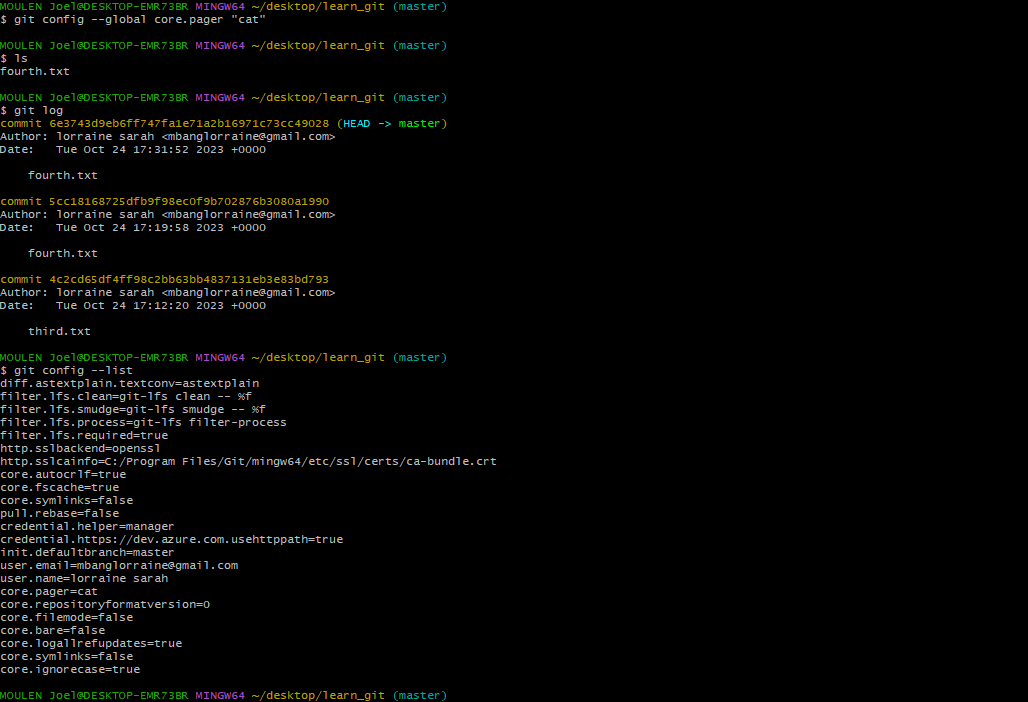 MOULEN Joel@DESKTOP-EMR73BR MINGW64 ~/desktop/learn_git (master)
$ git config --global core.pager "cat"
MOULEN Joel@DESKTOP-EMR73BR MINGW64 ~/desktop/learn_git (master)
$ ls
fourth.txt
MOULEN Joel@DESKTOP-EMR73BR MINGW64 ~/desktop/learn_git (master)
$ git log
commit 6e3743d9eb6ff747fa1e71a2b16971c73cc49028 (HEAD -> master)
Author: lorraine sarah <mbanglorraine@gmail.com>
Date:   Tue Oct 24 17:31:52 2023 +0000
    fourth.txt
commit 5cc18168725dfb9f98ec0f9b702876b3080a1990
Author: lorraine sarah <mbanglorraine@gmail.com>
Date:   Tue Oct 24 17:19:58 2023 +0000
    fourth.txt
commit 4c2cd65df4ff98c2bb63bb4837131eb3e83bd793
Author: lorraine sarah <mbanglorraine@gmail.com>
Date:   Tue Oct 24 17:12:20 2023 +0000
    third.txt
MOULEN Joel@DESKTOP-EMR73BR MINGW64 ~/desktop/learn_git (master)
$ git config --list
diff.astextplain.textconv=astextplain
filter.lfs.clean=git-lfs clean -- %f
filter.lfs.smudge=git-lfs smudge -- %f
filter.lfs.process=git-lfs filter-process
filter.lfs.required=true
http.sslbackend=openssl
http.sslcainfo=C:/Program Files/Git/mingw64/etc/ssl/certs/ca-bundle.crt
core.autocrlf=true
core.fscache=true
core.symlinks=false
pull.rebase=false
credential.helper=manager
credential.https://dev.azure.com.usehttppath=true
init.defaultbranch=master
user.email=mbanglorraine@gmail.com
user.name=lorraine sarah
core.pager=cat
core.repositoryformatversion=0
core.filemode=false
core.bare=false
core.logallrefupdates=true
core.symlinks=false
core.ignorecase=true
MOULEN Joel@DESKTOP-EMR73BR MINGW64 ~/desktop/learn_git (master)